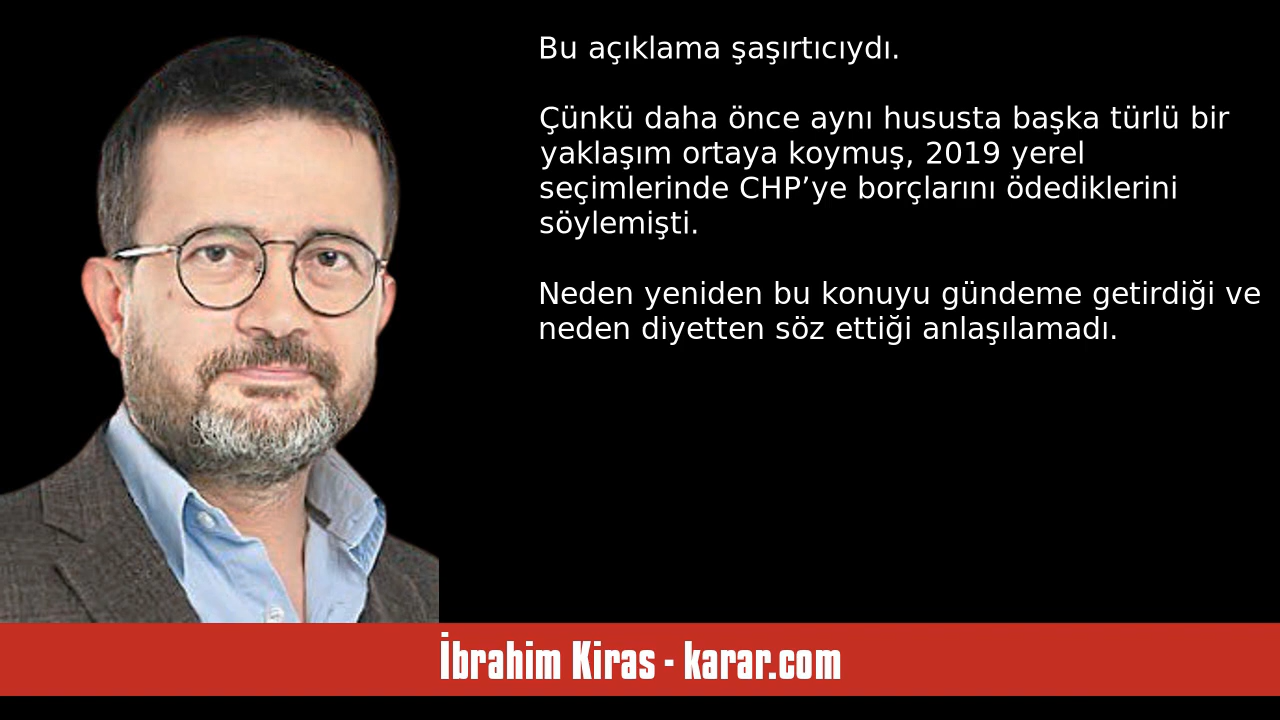 Bu açıklama şaşırtıcıydı.
Çünkü daha önce aynı hususta başka türlü bir
yaklaşım ortaya koymuş, 2019 yerel
seçimlerinde CHP’ye borçlarını ödediklerini
söylemişti.
Neden yeniden bu konuyu gündeme getirdiği ve
neden diyetten söz ettiği anlaşılamadı.
İbrahim Kiras - karar.com